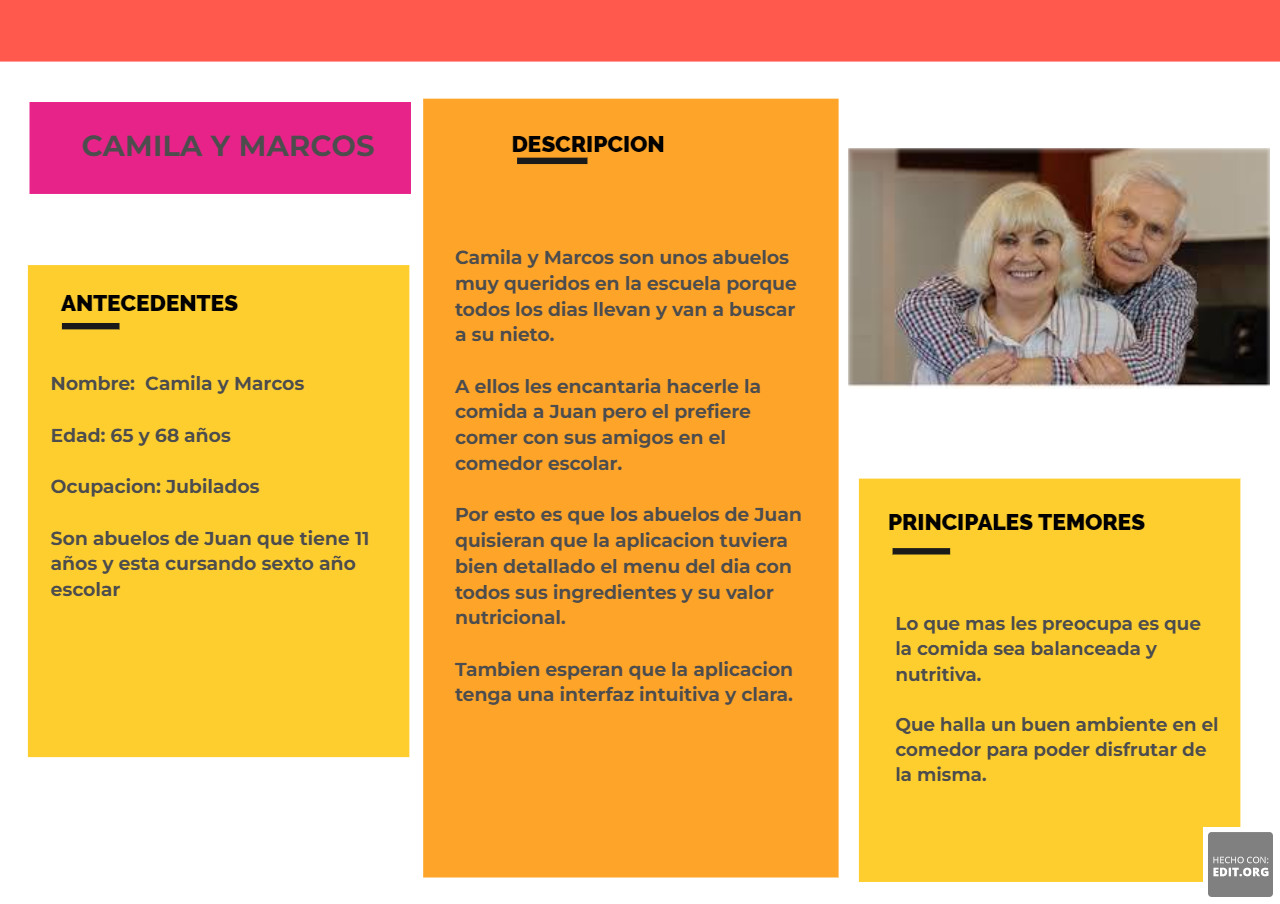 CAMILA Y MARCOS
ANTECEDENTES
Nombre:  Camila y Marcos
Edad: 65 y 68 años
Ocupacion: Jubilados
Son abuelos de Juan que tiene 11
años y esta cursando sexto año
escolar
DESCRIPCION
Camila y Marcos son unos abuelos
muy queridos en la escuela porque
todos los dias llevan y van a buscar
a su nieto.
A ellos les encantaria hacerle la
comida a Juan pero el prefiere
comer con sus amigos en el
comedor escolar.
Por esto es que los abuelos de Juan
quisieran que la aplicacion tuviera
bien detallado el menu del dia con
todos sus ingredientes y su valor
nutricional.
Tambien esperan que la aplicacion
tenga una interfaz intuitiva y clara.
PRINCIPALES TEMORES
Lo que mas les preocupa es que
la comida sea balanceada y
nutritiva.
Que halla un buen ambiente en el
comedor para poder disfrutar de
la misma.
HECHO CON:
EDIT.ORG